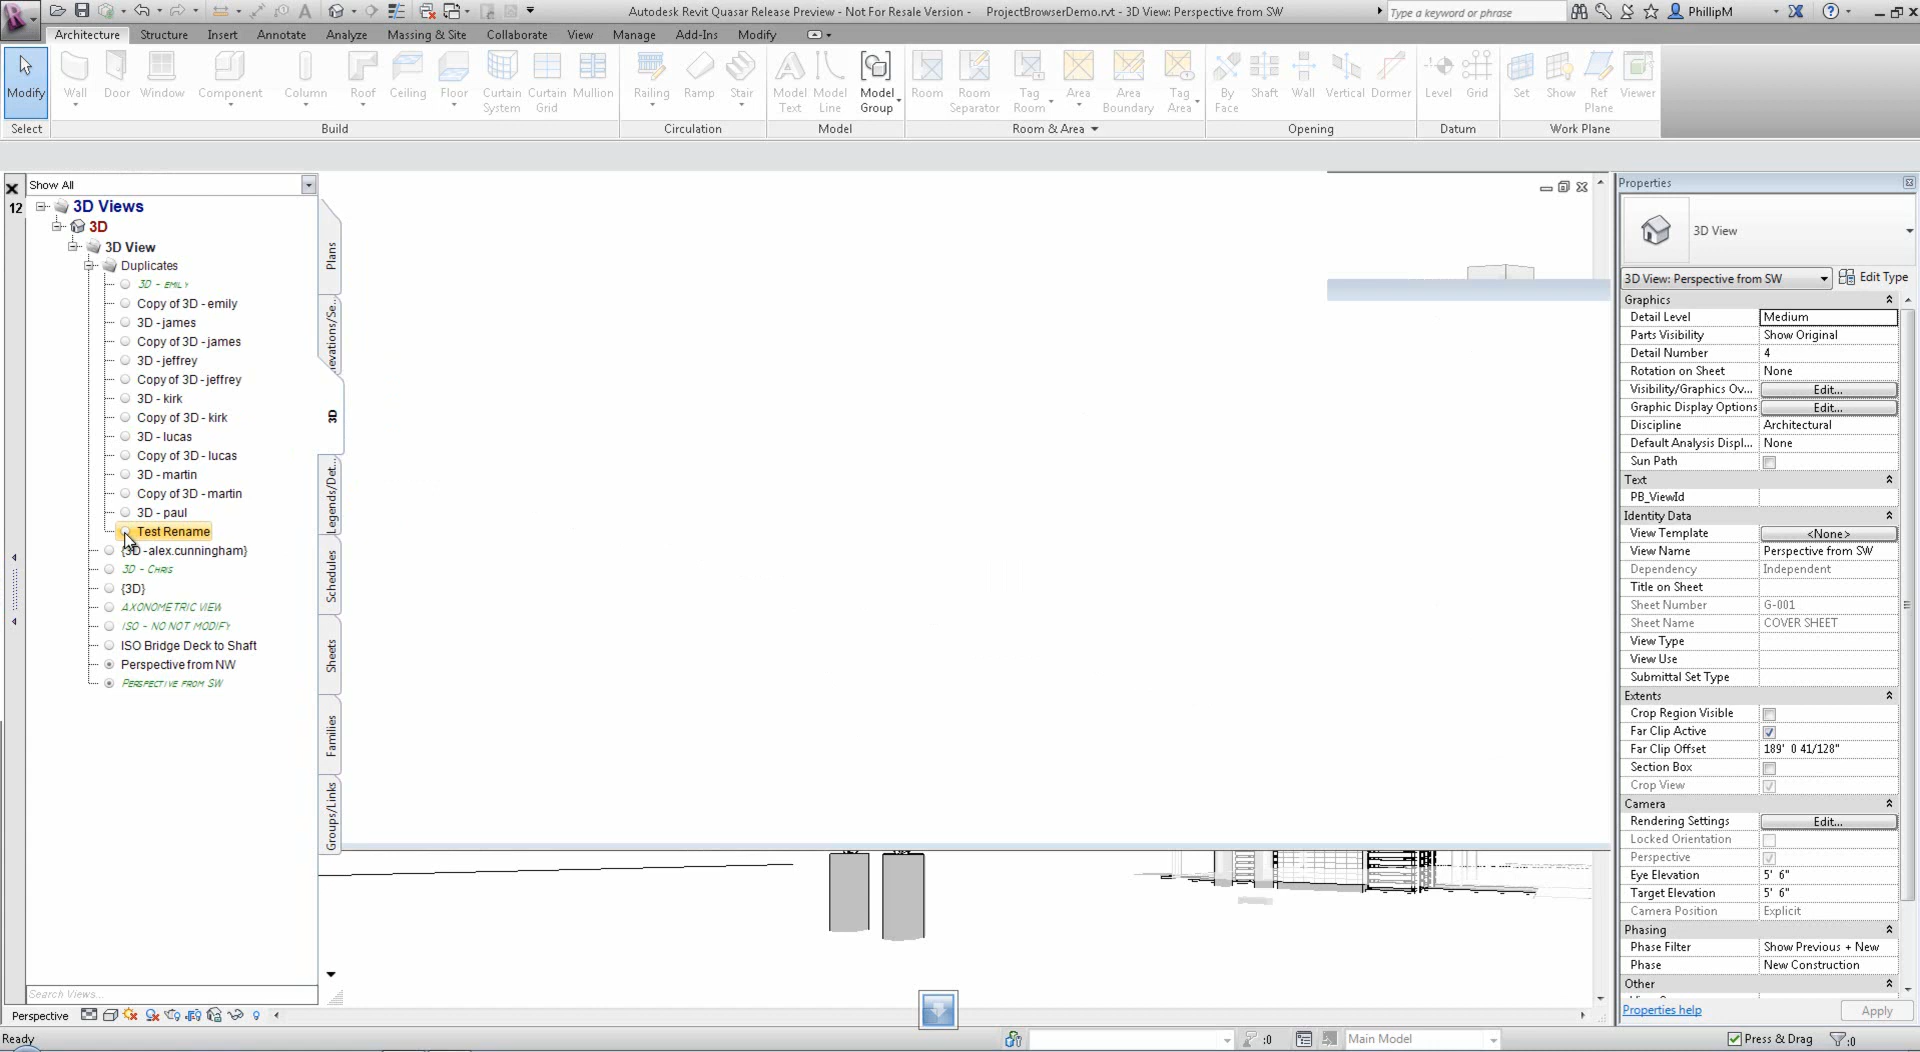 Autodesk Revit Quasar Release Preview - Not For Resale Version - ProjectBrowserDemo.rvt - 3D View: Perspective from SW
Type a keyword or phrase
PhillipM
Architecture Structure Insert Annotate Analyze Massing & Site Collaborate View Manage Add-Ins Modify
Modify Wall Door Window Component Column Roof Ceiling Floor Curtain System Curtain Grid Mullion Railing Ramp Stair Model Text Model Line Model Group Room Room Separator Tag Room Area Area Boundary Tag Area By Face Shaft Wall Vertical Dormer Level Grid Set Show Ref Plane Viewer
Select Build Circulation Model Room & Area Opening Datum Work Plane
Show All
12
3D Views
3D
3D View
Duplicates
3D - EMILY
Copy of 3D - emily
3D - james
Copy of 3D - james
3D - jeffrey
Copy of 3D - jeffrey
3D - kirk
Copy of 3D - kirk
3D - lucas
Copy of 3D - lucas
3D - martin
Copy of 3D - martin
3D - paul
Test Rename
{3D - alex.cunningham}
3D - CHRIS
{3D}
AXONOMETRIC VIEW
ISO - NO NOT MODIFY
ISO Bridge Deck to Shaft
Perspective from NW
PERSPECTIVE FROM SW
Search Views...
Plans
evations/Se...
3D
Legends/Det...
Schedules
Sheets
Families
Groups/Links
Properties
3D View
3D View: Perspective from SW Edit Type
Graphics
Detail Level Medium
Parts Visibility Show Original
Detail Number 4
Rotation on Sheet None
Visibility/Graphics Ov... Edit...
Graphic Display Options Edit...
Discipline Architectural
Default Analysis Displ... None
Sun Path
Text
PB_ViewId
Identity Data
View Template <None>
View Name Perspective from SW
Dependency Independent
Title on Sheet
Sheet Number G-001
Sheet Name COVER SHEET
View Type
View Use
Submittal Set Type
Extents
Crop Region Visible
Far Clip Active
Far Clip Offset 189' 0 41/128"
Section Box
Crop View
Camera
Rendering Settings Edit...
Locked Orientation
Perspective
Eye Elevation 5' 6"
Target Elevation 5' 6"
Camera Position Explicit
Phasing
Phase Filter Show Previous + New
Phase New Construction
Other
Properties help Apply
Perspective
Ready
:0
Main Model
Press & Drag
:0